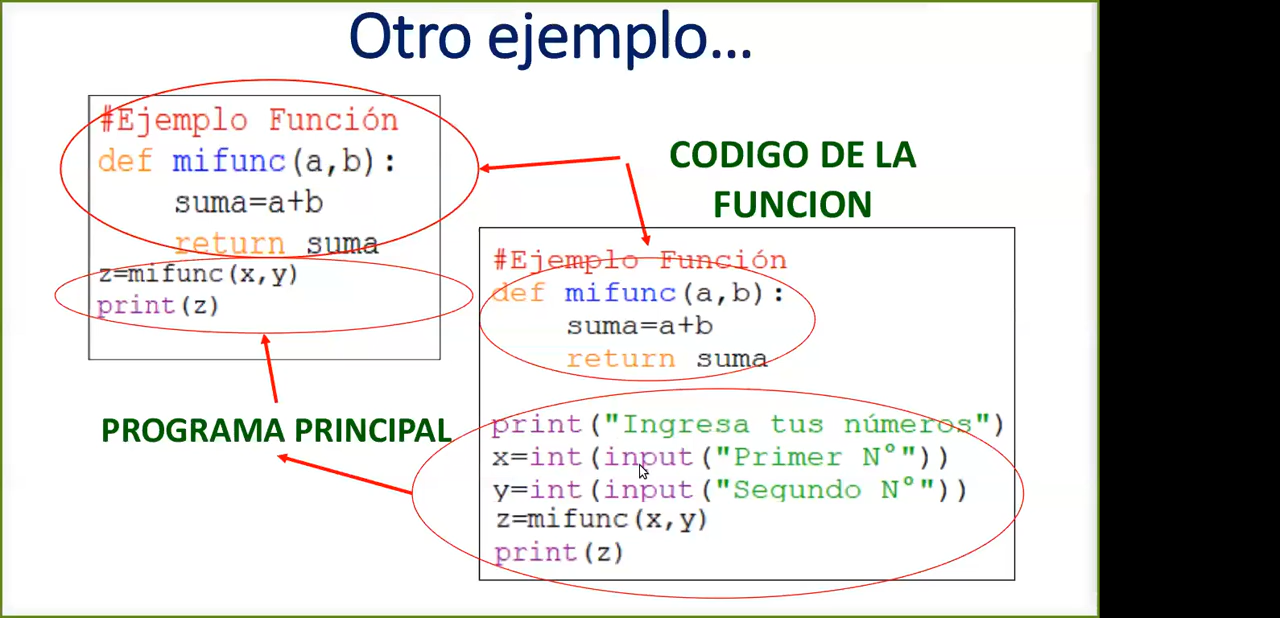 Otro ejemplo...
#Ejemplo Función
def mifunc(a,b):
suma=a+b
return suma
z=mifunc(x,y)
print(z)
CODIGO DE LA
FUNCION
PROGRAMA PRINCIPAL
#Ejemplo Función
def mifunc(a,b):
suma=a+b
return suma
print("Ingresa tus números")
x=int(input("Primer N°"))
y=int(input("Segundo N°"))
z=mifunc(x,y)
print(z)